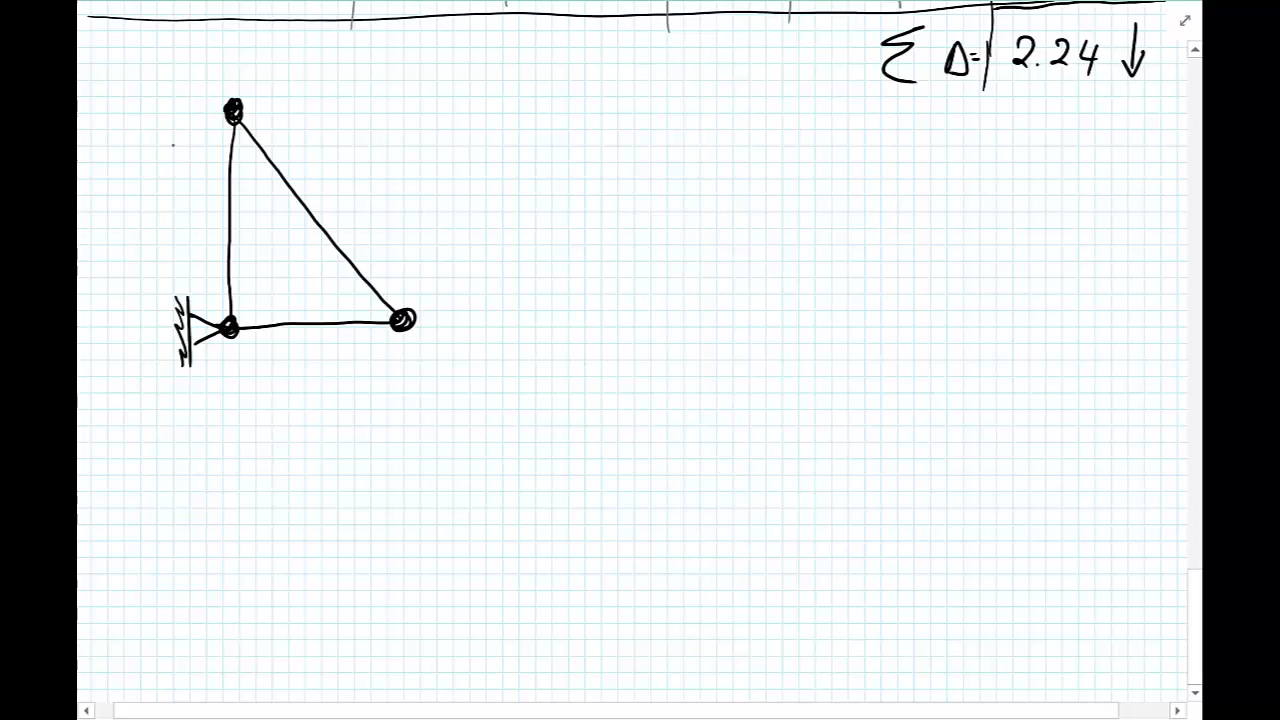 Σ Δ= | 2.24 ↓